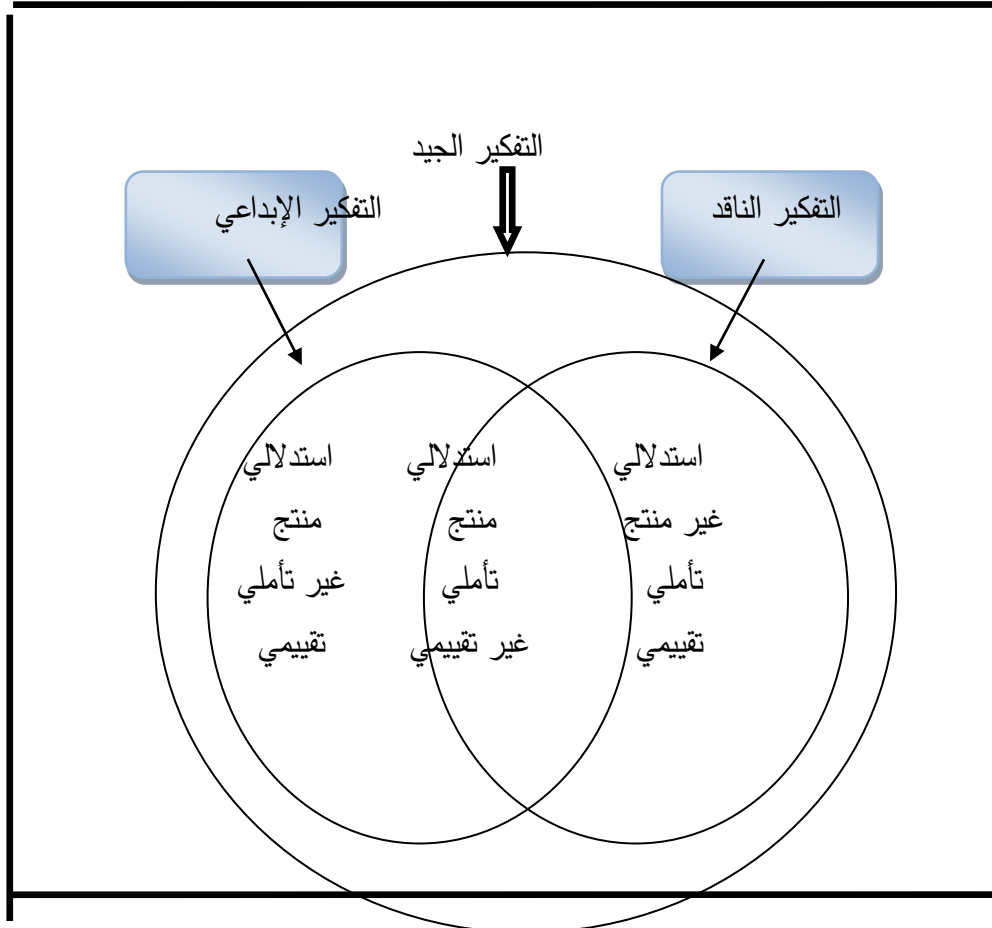 التفكير الجيد
التفكير الناقد
التفكير الإبداعي
استدلالي
غير منتج
تأملي
تقييمي
استدلالي
منتج
تأملي
غير تقييمي
استدلالي
منتج
غير تأملي
تقييمي